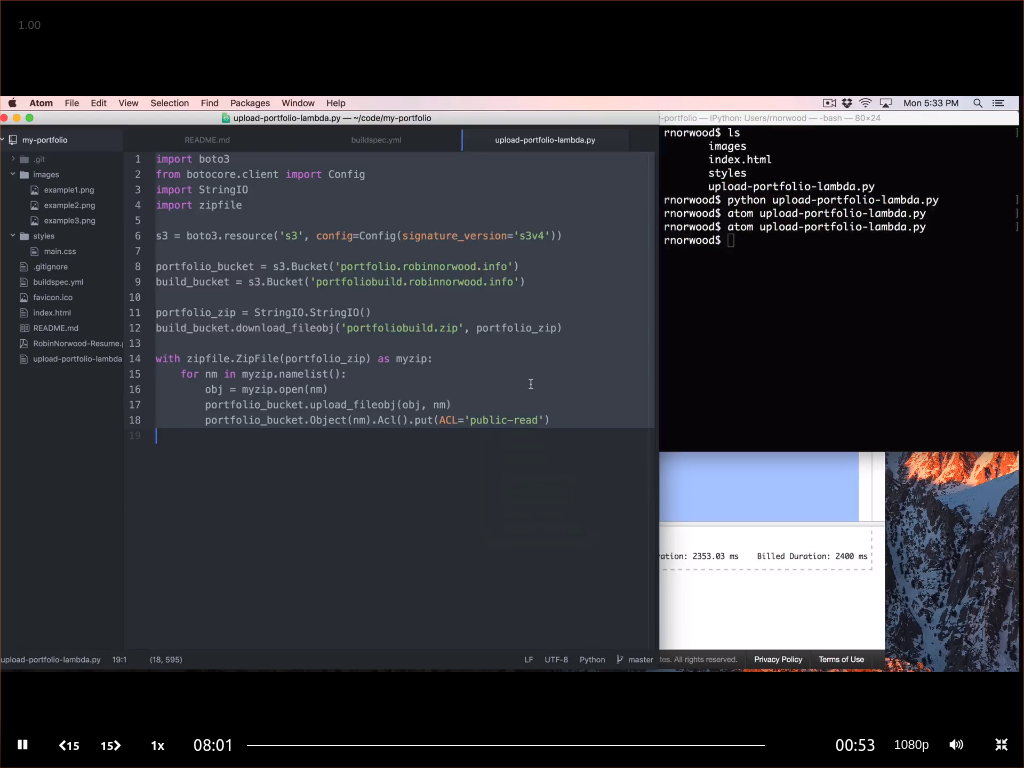 1.00
Atom File Edit View Selection Find Packages Window Help Mon 5:33 PM
upload-portfolio-lambda.py — ~/code/my-portfolio
-portfolio — IPython: Users/rnorwood — -bash — 80×24
my-portfolio
README.md buildspec.yml upload-portfolio-lambda.py
.git
images
example1.png
example2.png
example3.png
styles
main.css
.gitignore
buildspec.yml
favicon.ico
index.html
README.md
RobinNorwood-Resume.
upload-portfolio-lambda
1 import boto3
2 from botocore.client import Config
3 import StringIO
4 import zipfile
5
6 s3 = boto3.resource('s3', config=Config(signature_version='s3v4'))
7
8 portfolio_bucket = s3.Bucket('portfolio.robinnorwood.info')
9 build_bucket = s3.Bucket('portfoliobuild.robinnorwood.info')
10
11 portfolio_zip = StringIO.StringIO()
12 build_bucket.download_fileobj('portfoliobuild.zip', portfolio_zip)
13
14 with zipfile.ZipFile(portfolio_zip) as myzip:
15     for nm in myzip.namelist():
16         obj = myzip.open(nm)
17         portfolio_bucket.upload_fileobj(obj, nm)
18         portfolio_bucket.Object(nm).Acl().put(ACL='public-read')
19
rnorwood$ ls
images
index.html
styles
upload-portfolio-lambda.py
rnorwood$ python upload-portfolio-lambda.py
rnorwood$ atom upload-portfolio-lambda.py
rnorwood$ atom upload-portfolio-lambda.py
rnorwood$
ration: 2353.03 ms Billed Duration: 2400 ms
upload-portfolio-lambda.py 19:1 (18, 595) LF UTF-8 Python master
tes. All rights reserved. Privacy Policy Terms of Use
15 15 1x 08:01 00:53 1080p